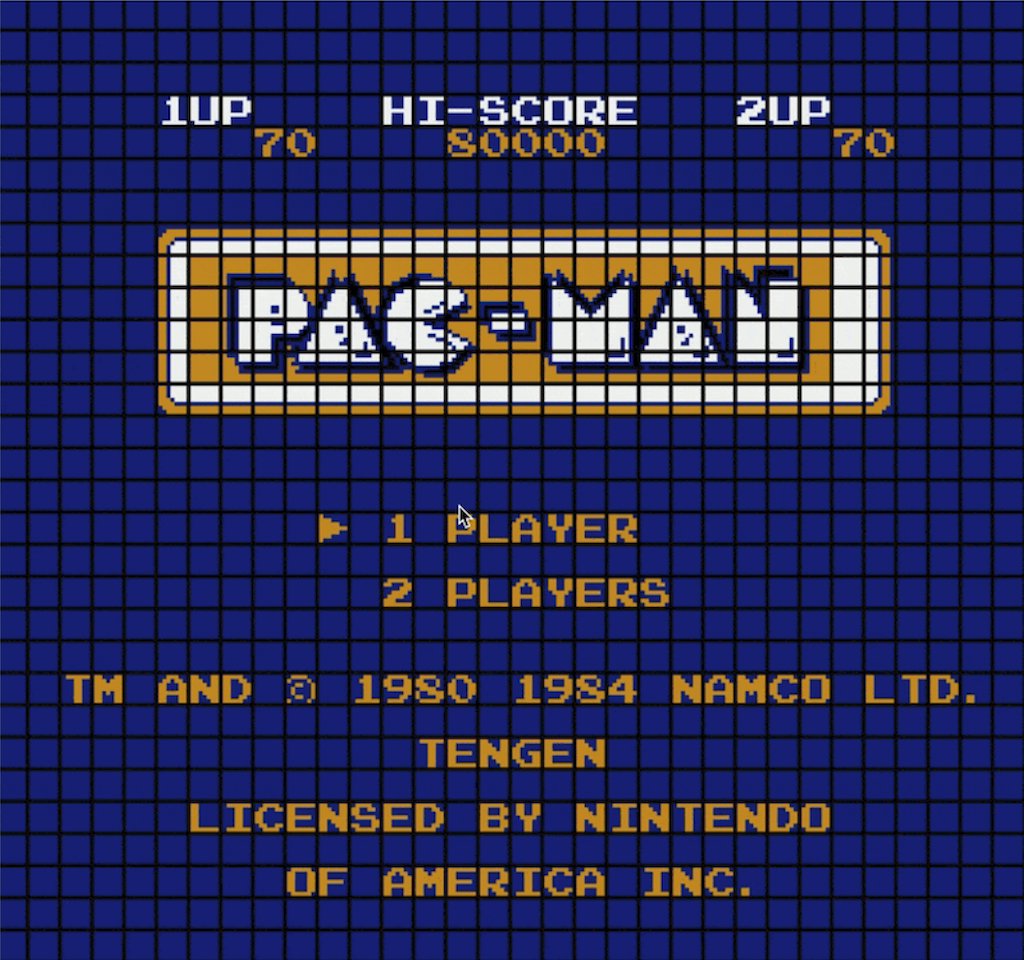 1UP HI-SCORE 2UP
70 80000 70
PAC-MAN
1 PLAYER
2 PLAYERS
TM AND © 1980 1984 NAMCO LTD.
TENGEN
LICENSED BY NINTENDO
OF AMERICA INC.